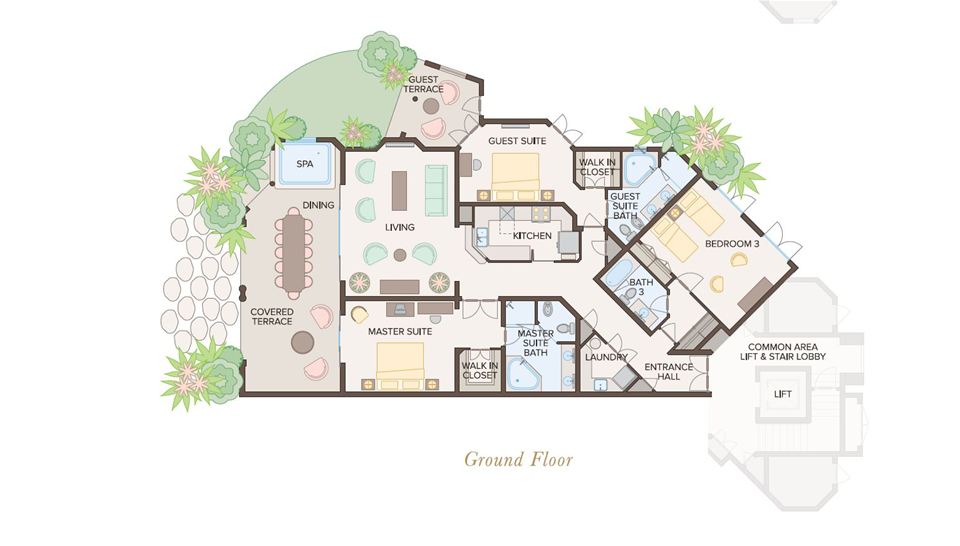 GUEST
TERRACE
GUEST SUITE
SPA
WALK IN
CLOSET
DINING
GUEST
SUITE
BATH
LIVING
KITCHEN
BEDROOM 3
BATH
3
COVERED
TERRACE
MASTER SUITE
MASTER
SUITE
BATH
WALK IN
CLOSET
LAUNDRY
ENTRANCE
HALL
COMMON AREA
LIFT & STAIR LOBBY
LIFT
Ground Floor